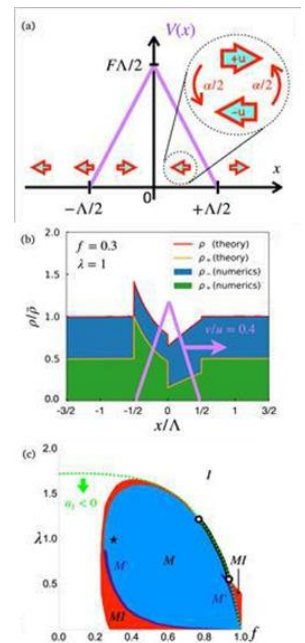 (a)
V(x)
FΛ/2
+u
α/2
α/2
-u
x
0
-Λ/2
+Λ/2
(b)
f = 0.3
λ = 1
ρ (theory)
ρ₊ (theory)
ρ₋ (numerics)
ρ₊ (numerics)
v/u = 0.4
ρ/ρ̄
1.5
1.0
0.5
0.0
-3/2
-1
-1/2
0
1/2
1
3/2
x/Λ
(c)
2.0
1.5
λ
1.0
0.5
I
a₁ < 0
M
M
M
MI
MI
0.0
0.2
0.4
0.6
0.8
1.0
f